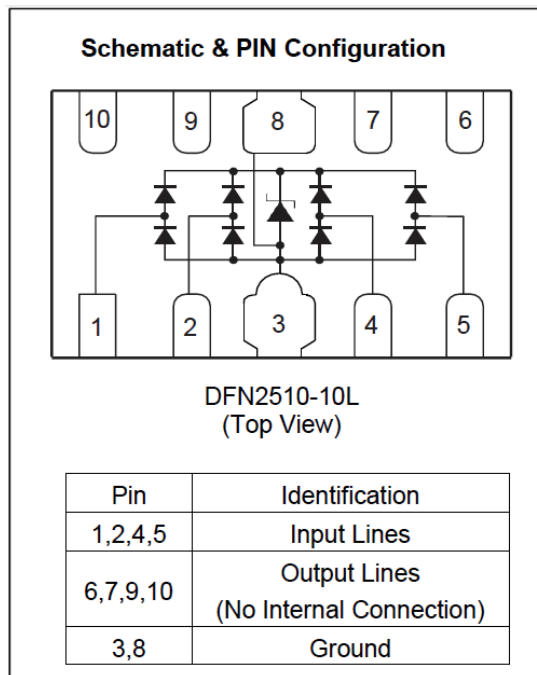 Schematic & PIN Configuration
10 9 8 7 6
1 2 3 4 5
DFN2510-10L
(Top View)
Pin Identification
1,2,4,5 Input Lines
6,7,9,10 Output Lines
(No Internal Connection)
3,8 Ground